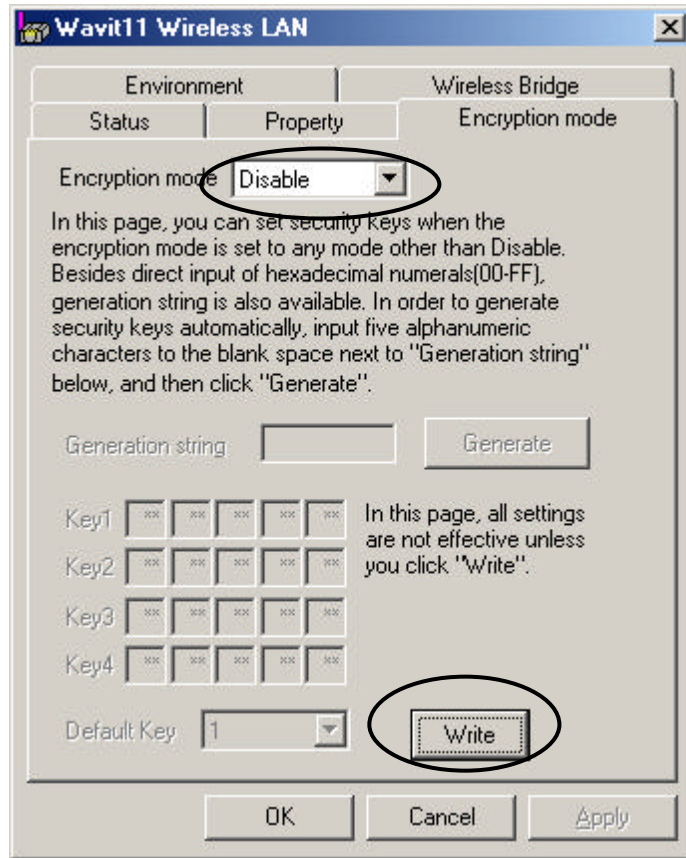 Wavit11 Wireless LAN
Environment Wireless Bridge
Status Property Encryption mode
Encryption mode Disable
In this page, you can set security keys when the
encryption mode is set to any mode other than Disable.
Besides direct input of hexadecimal numerals(00-FF),
generation string is also available. In order to generate
security keys automatically, input five alphanumeric
characters to the blank space next to "Generation string"
below, and then click "Generate".
Generation string Generate
Key1 ** ** ** ** **
Key2 ** ** ** ** **
Key3 ** ** ** ** **
Key4 ** ** ** ** **
In this page, all settings
are not effective unless
you click "Write".
Default Key 1 Write
OK Cancel Apply